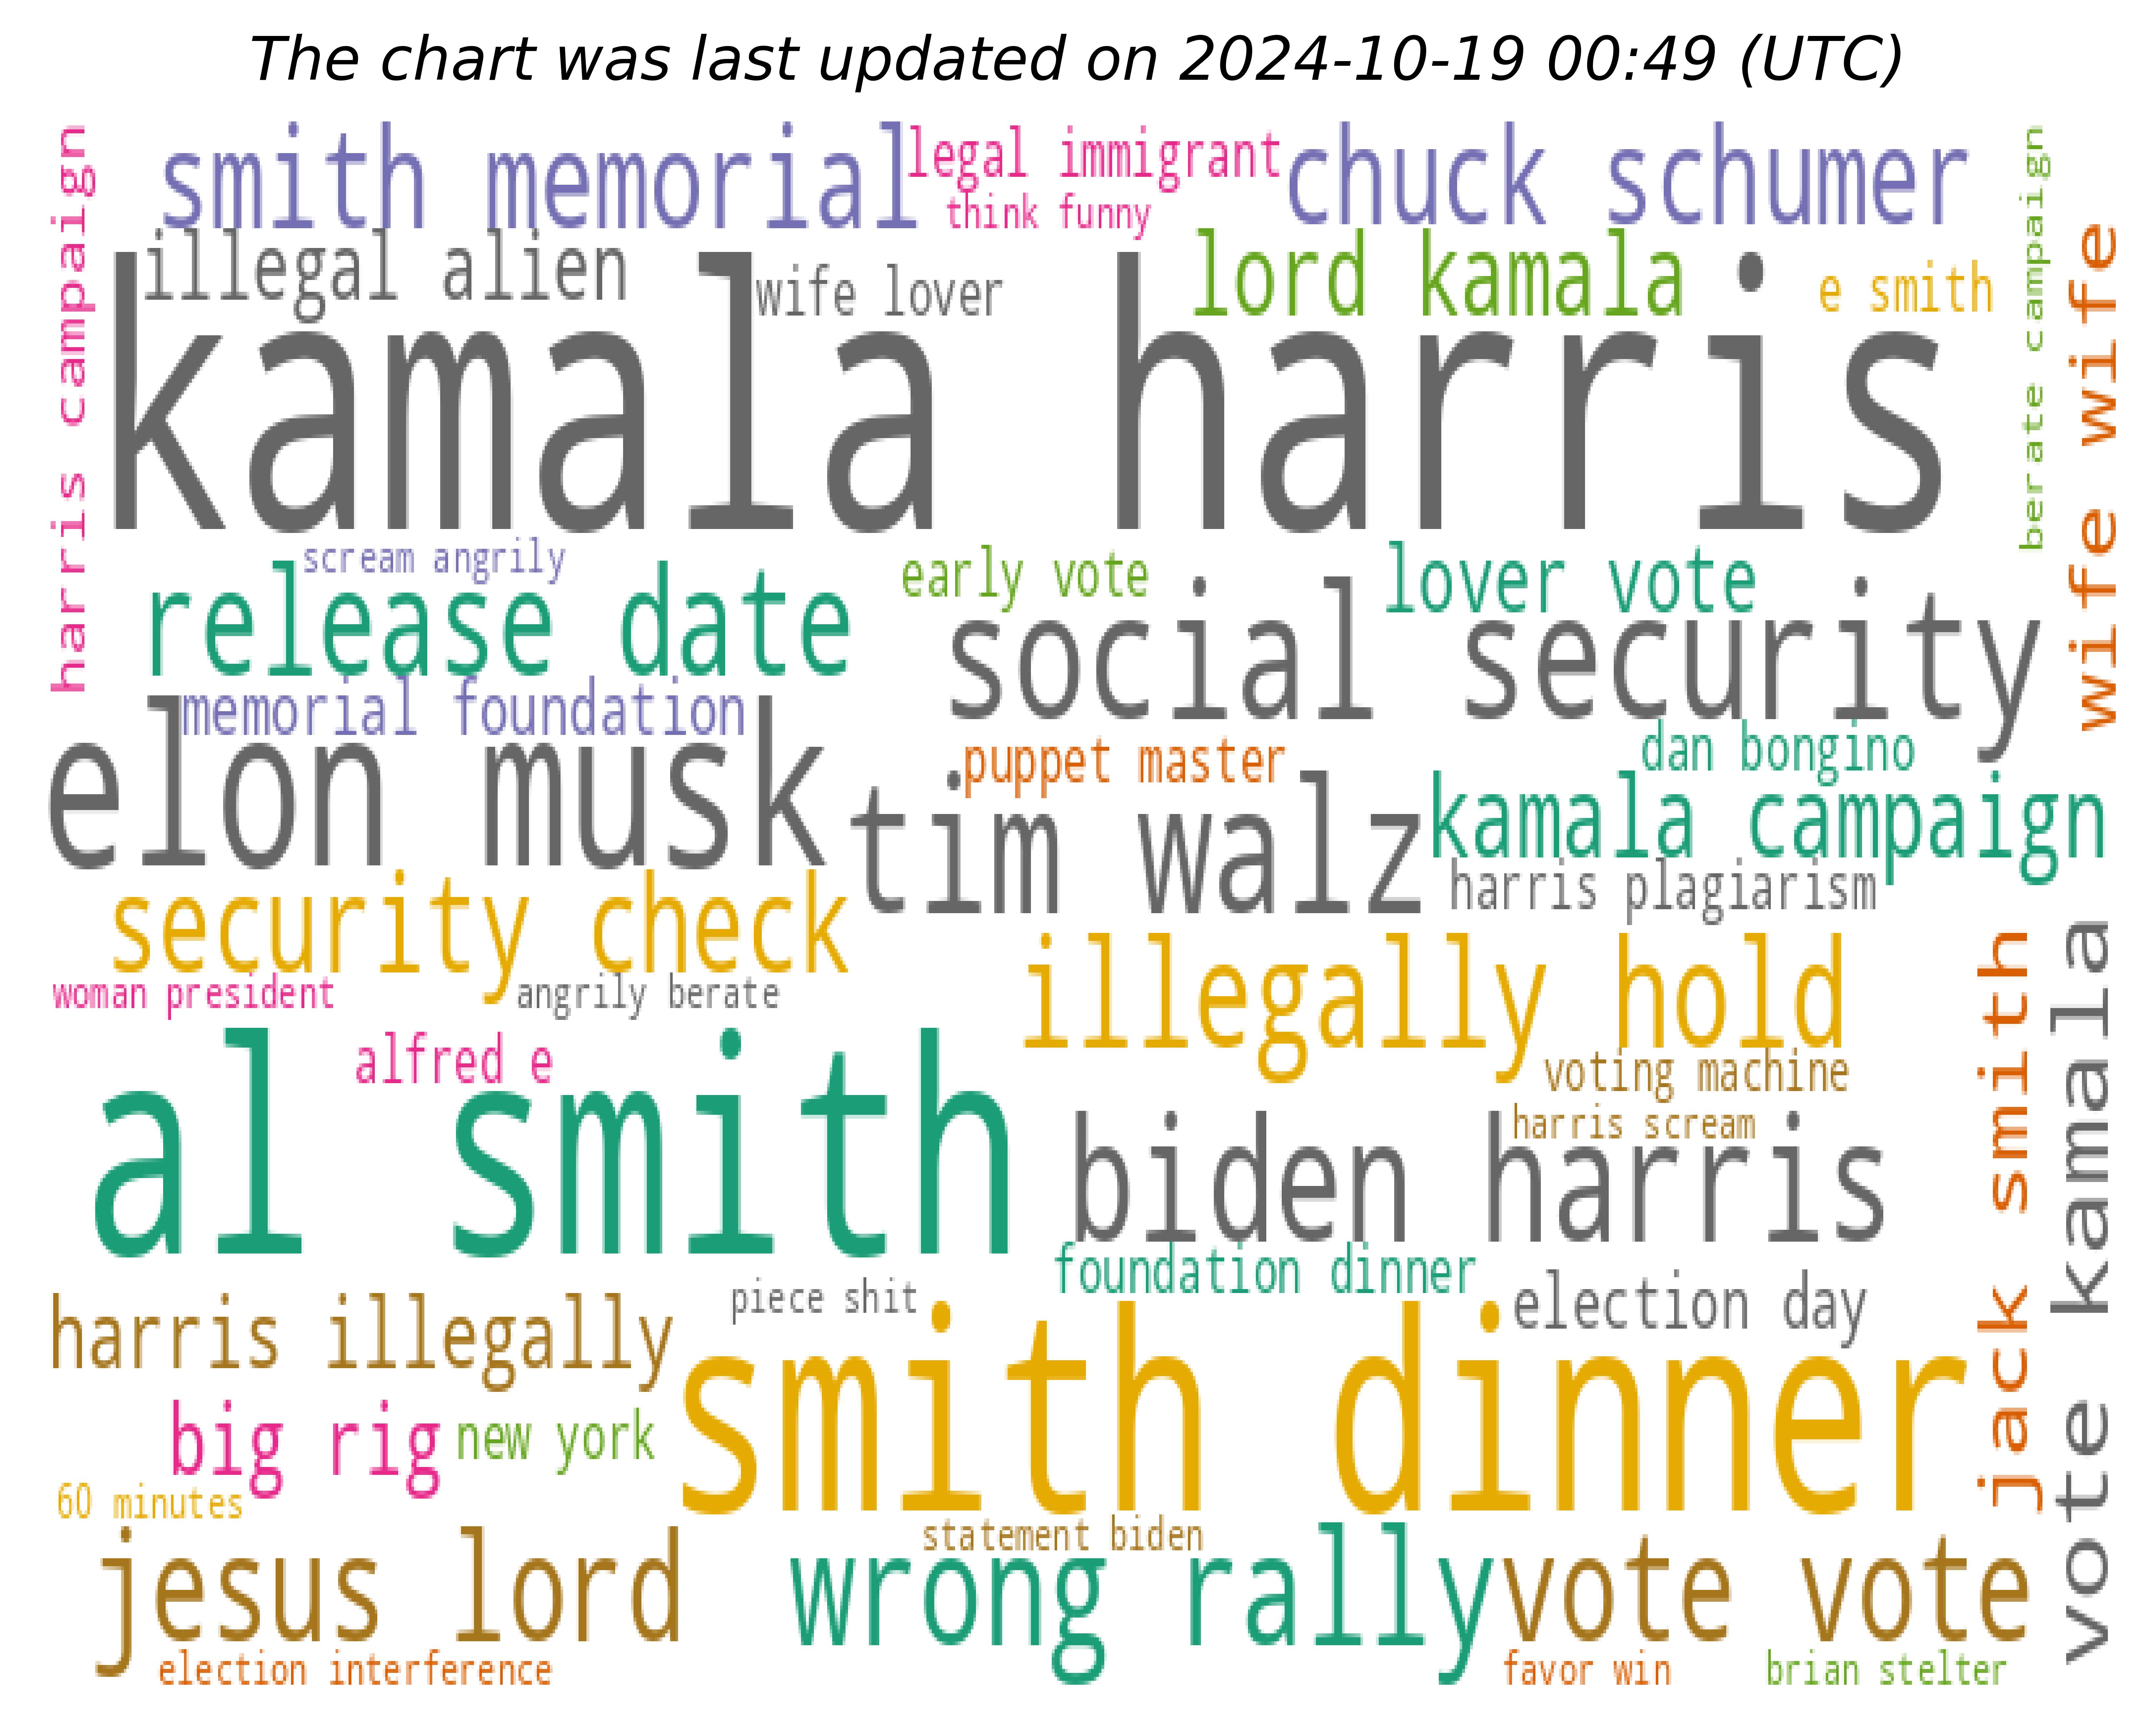 The chart was last updated on 2024-10-19 00:49 (UTC)
harris campaign
smith memorial
legal immigrant
think funny
chuck schumer
berate campaign
wife wife
illegal alien
wife lover
lord kamala
e smith
kamala harris
scream angrily
early vote
lover vote
release date
social security
memorial foundation
elon musk
puppet master
dan bongino
tim walz
kamala campaign
harris plagiarism
security check
woman president
angrily berate
illegally hold
jack smith
vote kamala
alfred e
voting machine
al smith
harris scream
biden harris
foundation dinner
piece shit
election day
harris illegally
smith dinner
big rig
new york
60 minutes
statement biden
jesus lord
wrong rally
vote vote
election interference
favor win
brian stelter